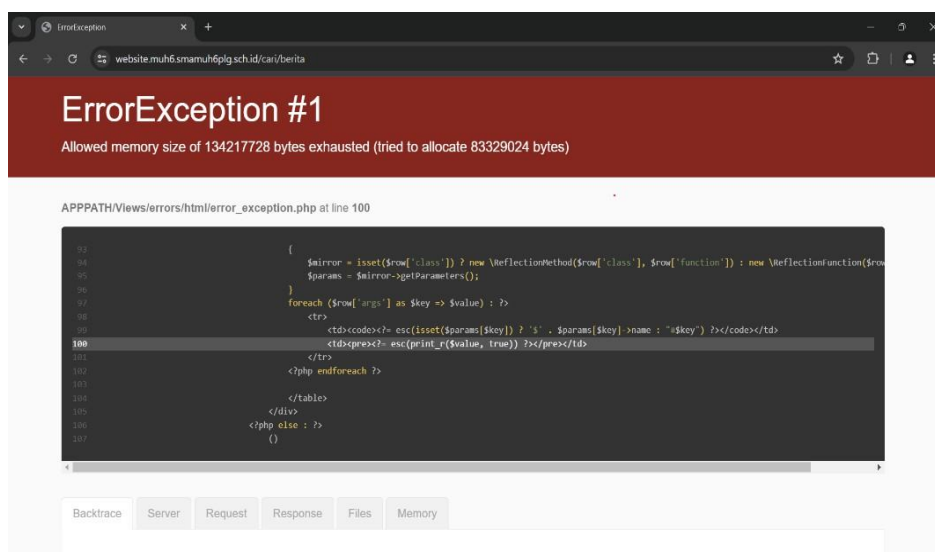 ErrorException
website.muh6.smamuh6plg.sch.id/cari/berita
ErrorException #1
Allowed memory size of 134217728 bytes exhausted (tried to allocate 83329024 bytes)
APPPATH/Views/errors/html/error_exception.php at line 100
93 {
94 $mirror = isset($row['class']) ? new \ReflectionMethod($row['class'], $row['function']) : new \ReflectionFunction($row
95 $params = $mirror->getParameters();
96 }
97 foreach ($row['args'] as $key => $value) : ?>
98 <tr>
99 <td><code><?= esc(isset($params[$key]) ? '$' . $params[$key]->name : "#$key") ?></code></td>
100 <td><pre><?= esc(print_r($value, true)) ?></pre></td>
101 </tr>
102 <?php endforeach ?>
103
104 </table>
105 </div>
106 <?php else : ?>
107 ()
Backtrace Server Request Response Files Memory